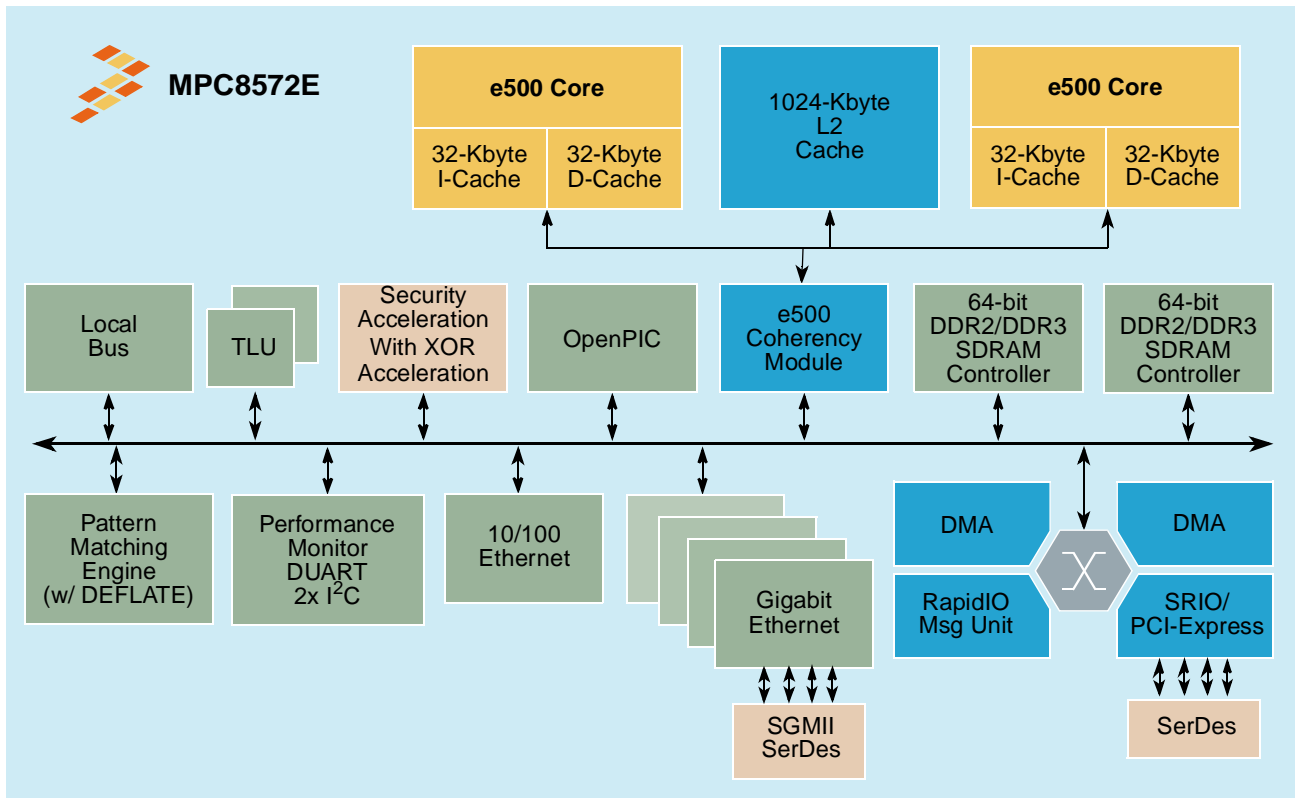 MPC8572E
e500 Core
32-Kbyte
I-Cache
32-Kbyte
D-Cache
1024-Kbyte
L2
Cache
e500 Core
32-Kbyte
I-Cache
32-Kbyte
D-Cache
Local
Bus
TLU
Security
Acceleration
With XOR
Acceleration
OpenPIC
e500
Coherency
Module
64-bit
DDR2/DDR3
SDRAM
Controller
64-bit
DDR2/DDR3
SDRAM
Controller
Pattern
Matching
Engine
(w/ DEFLATE)
Performance
Monitor
DUART
2x I²C
10/100
Ethernet
Gigabit
Ethernet
SGMII
SerDes
DMA
DMA
RapidIO
Msg Unit
SRIO/
PCI-Express
SerDes